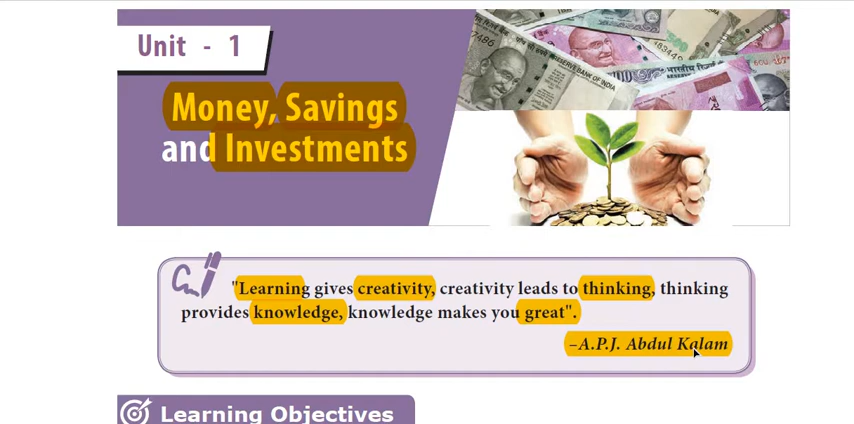 Unit - 1
Money, Savings
and Investments
"Learning gives creativity, creativity leads to thinking, thinking
provides knowledge, knowledge makes you great".
–A.P.J. Abdul Kalam
Learning Objectives